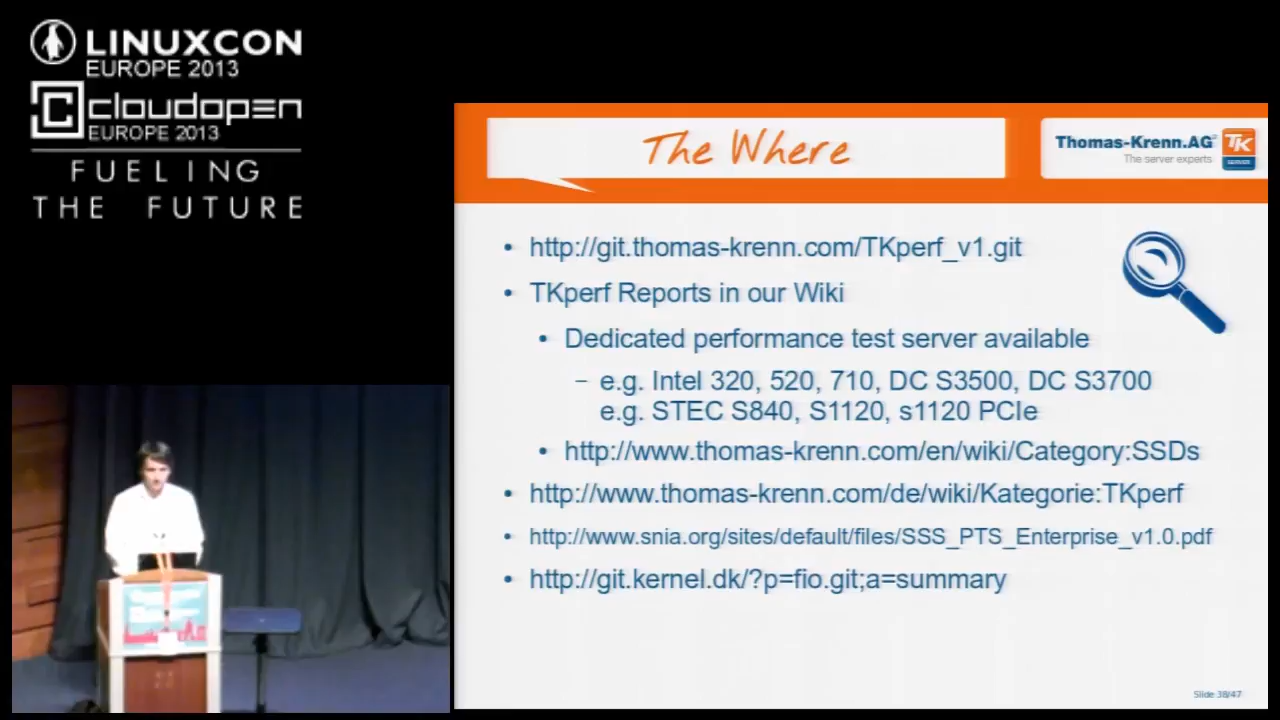 LINUXCON
EUROPE 2013
cloudopen
EUROPE 2013
FUELING
THE FUTURE
The Where
Thomas-Krenn.AG
The server experts
TK
SERVER
• http://git.thomas-krenn.com/TKperf_v1.git
• TKperf Reports in our Wiki
• Dedicated performance test server available
– e.g. Intel 320, 520, 710, DC S3500, DC S3700
e.g. STEC S840, S1120, s1120 PCIe
• http://www.thomas-krenn.com/en/wiki/Category:SSDs
• http://www.thomas-krenn.com/de/wiki/Kategorie:TKperf
• http://www.snia.org/sites/default/files/SSS_PTS_Enterprise_v1.0.pdf
• http://git.kernel.dk/?p=fio.git;a=summary
Slide 38/47